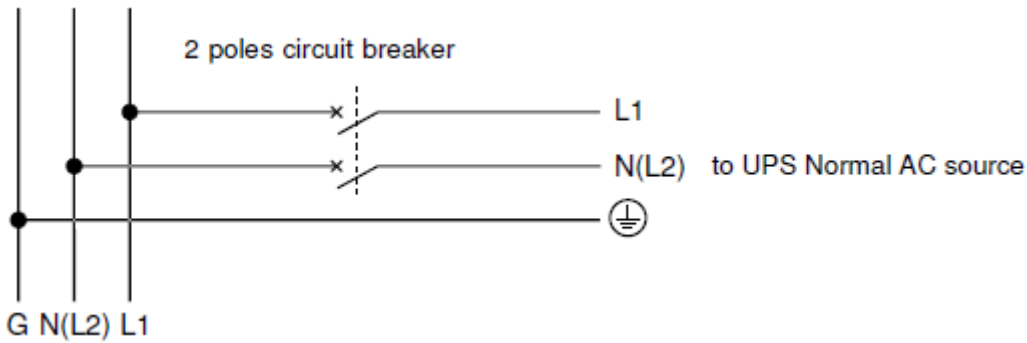 2 poles circuit breaker
L1
N(L2) to UPS Normal AC source
G N(L2) L1